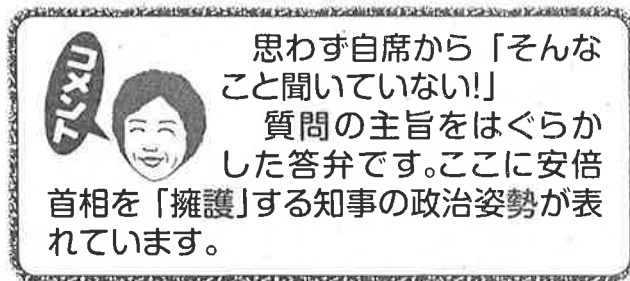 コメント
思わず自席から「そんな
こと聞いていない!」
質問の主旨をはぐらか
した答弁です。ここに安倍
首相を「擁護」する知事の政治姿勢が表
れています。